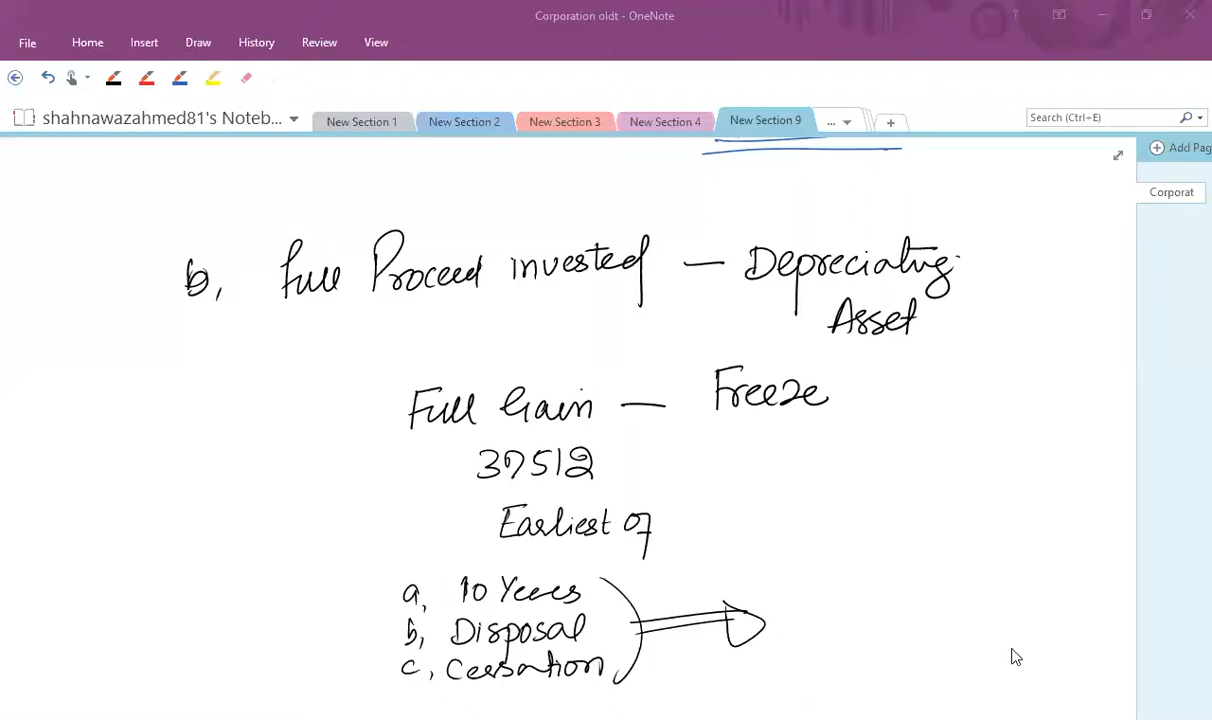 Corporation oldt - OneNote
?
File Home Insert Draw History Review View
shahnawazahmed81's Noteb... New Section 1 New Section 2 New Section 3 New Section 4 New Section 9 ... + Search (Ctrl+E)
Add Pag
Corporat
b, Full Proceed invested — Depreciating
Asset
Full Gain — Freeze
37512
Earliest of
a, 10 Years
b, Disposal
c, Cessation